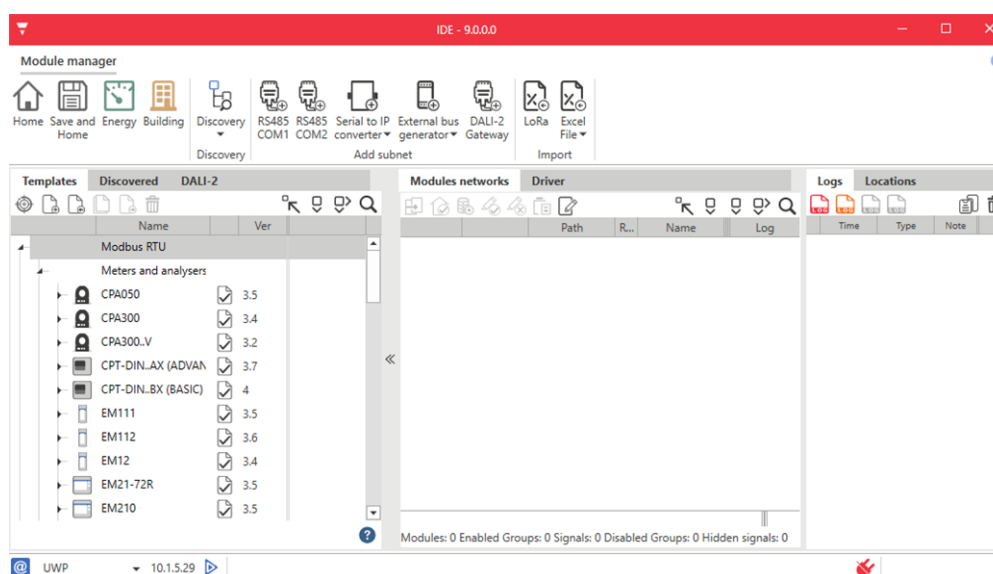 IDE - 9.0.0.0
Module manager
Home Save and Home Energy Building Discovery RS485 COM1 RS485 COM2 Serial to IP converter External bus generator DALI-2 Gateway LoRa Excel File
Discovery Add subnet Import
Templates Discovered DALI-2 Modules networks Driver Logs Locations
LOG LOG LOG LOG
Name Ver Path R... Name Log Time Type Note
Modbus RTU
Meters and analysers
CPA050 3.5
CPA300 3.4
CPA300..V 3.2
CPT-DIN..AX (ADVAN 3.7
CPT-DIN..BX (BASIC) 4
EM111 3.5
EM112 3.6
EM12 3.4
EM21-72R 3.5
EM210 3.5
Modules: 0 Enabled Groups: 0 Signals: 0 Disabled Groups: 0 Hidden signals: 0
@ UWP 10.1.5.29